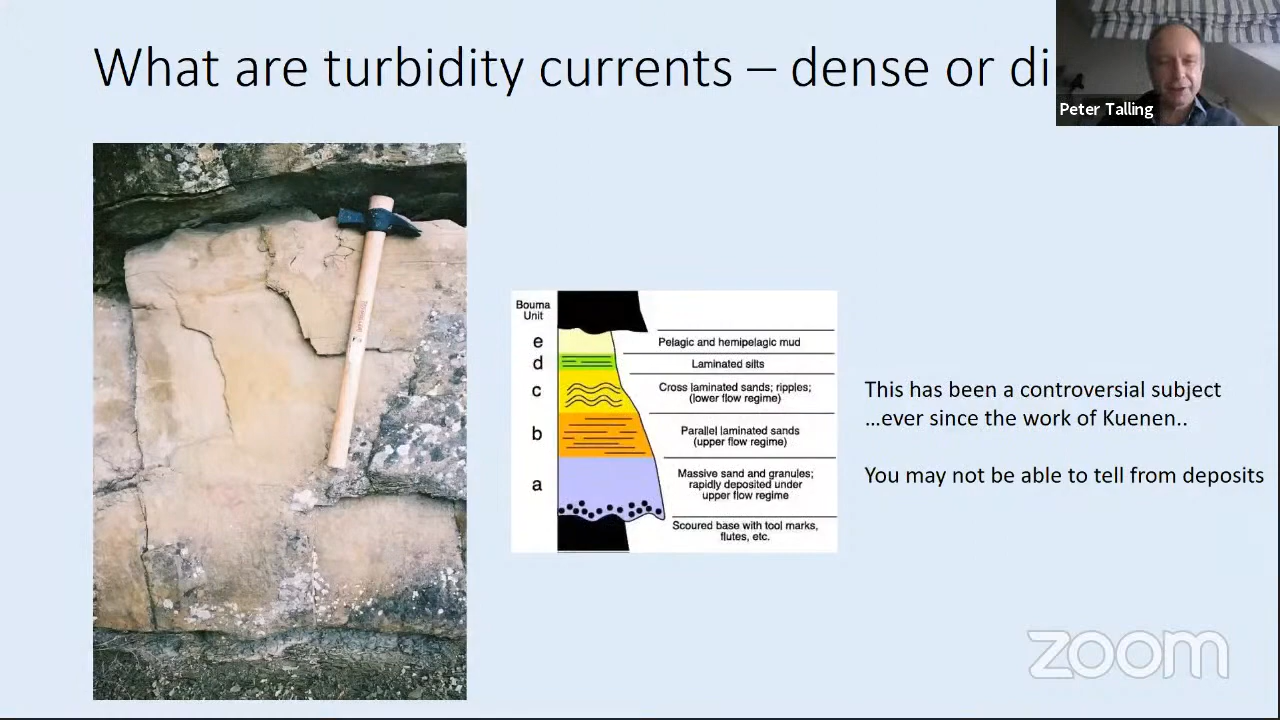 What are turbidity currents – dense or di
Peter Talling
Bouma
Unit
e
Pelagic and hemipelagic mud
d
Laminated silts
c
Cross laminated sands; ripples;
(lower flow regime)
b
Parallel laminated sands
(upper flow regime)
a
Massive sand and granules;
rapidly deposited under
upper flow regime
Scoured base with tool marks,
flutes, etc.
This has been a controversial subject
...ever since the work of Kuenen..
You may not be able to tell from deposits
zoom